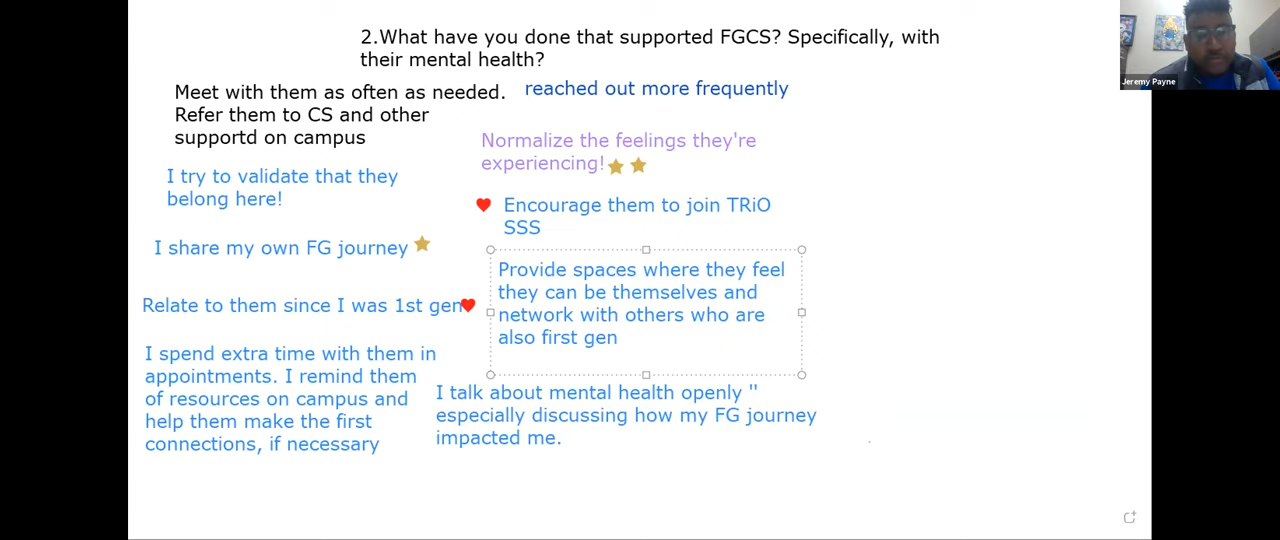 2.What have you done that supported FGCS? Specifically, with
their mental health?
Meet with them as often as needed.
Refer them to CS and other
supportd on campus
reached out more frequently
Normalize the feelings they're
experiencing!
I try to validate that they
belong here!
Encourage them to join TRiO
SSS
I share my own FG journey
Provide spaces where they feel
they can be themselves and
network with others who are
also first gen
Relate to them since I was 1st gen
I spend extra time with them in
appointments. I remind them
of resources on campus and
help them make the first
connections, if necessary
I talk about mental health openly "
especially discussing how my FG journey
impacted me.
Jeremy Payne